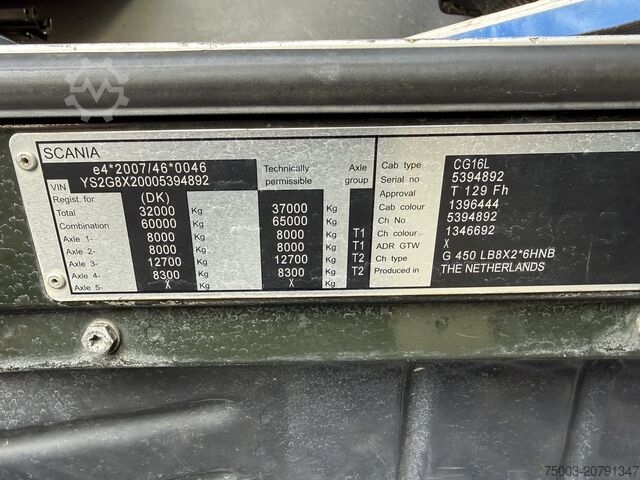 SCANIA
e4*2007/46*0046
VIN YS2G8X20005394892
Regist. for (DK) Technically permissible Axle group
Total 32000 Kg 37000 Kg
Combination 60000 Kg 65000 Kg
Axle 1- 8000 Kg 8000 Kg T1
Axle 2- 8000 Kg 8000 Kg T1
Axle 3- 12700 Kg 12700 Kg T2
Axle 4- 8300 Kg 8300 Kg T2
Axle 5- X Kg X Kg
Cab type CG16L
Serial no 5394892
Approval T 129 Fh
Cab colour 1396444
Ch No 5394892
Ch colour 1346692
ADR GTW X
Ch type G 450 LB8X2*6HNB
Produced in THE NETHERLANDS
75003-20791347